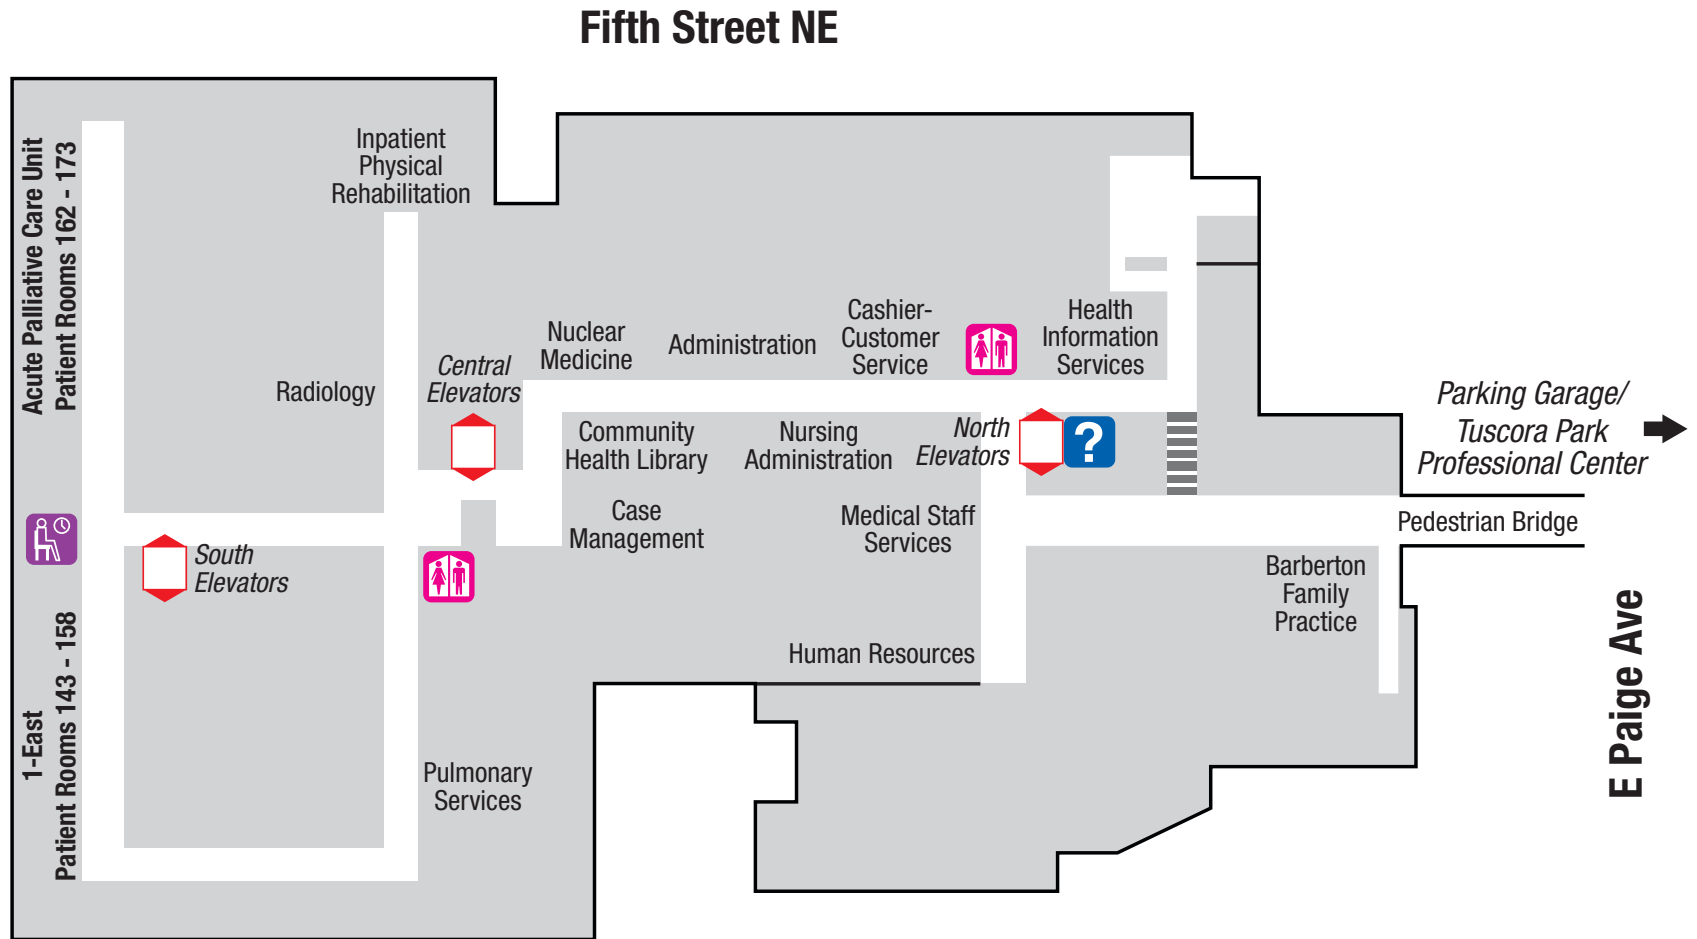 Fifth Street NE
Acute Palliative Care Unit
Patient Rooms 162 - 173
Inpatient
Physical
Rehabilitation
Radiology
Central
Elevators
Nuclear
Medicine
Administration
Cashier-
Customer
Service
Health
Information
Services
Community
Health Library
Nursing
Administration
North
Elevators
?
Parking Garage/
Tuscora Park
Professional Center
Case
Management
Medical Staff
Services
Pedestrian Bridge
South
Elevators
Barberton
Family
Practice
Human Resources
1-East
Patient Rooms 143 - 158
Pulmonary
Services
E Paige Ave